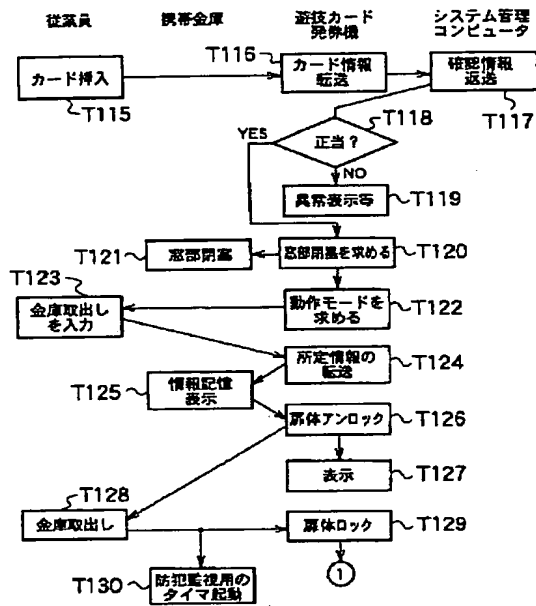 従業員
携帯金庫
遊技カード
発券機
システム管理
コンピュータ
カード挿入
T115
T116
カード情報
転送
確認情報
返送
T117
正当？
T118
YES
NO
異常表示等
T119
窓部閉塞を求める
T120
T121
窓部閉塞
動作モードを
求める
T122
T123
金庫取出し
を入力
所定情報の
転送
T124
T125
情報記憶
表示
扉体アンロック
T126
表示
T127
T128
金庫取出し
扉体ロック
T129
T130
防犯監視用の
タイマ起動
1